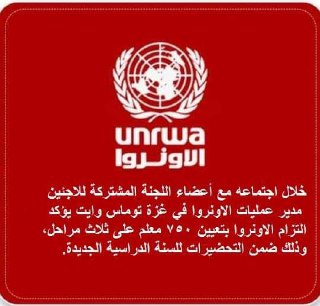 unrwa
الاونروا
خلال اجتماعه مع أعضاء اللجنة المشتركة للاجنين
مدير عمليات الاونروا في غزة توماس وايت يؤكد
التزام الاونروا بتعيين ٧٥٠ معلم على ثلاث مراحل،
وذلك ضمن التحضيرات للسنة الدراسية الجديدة.